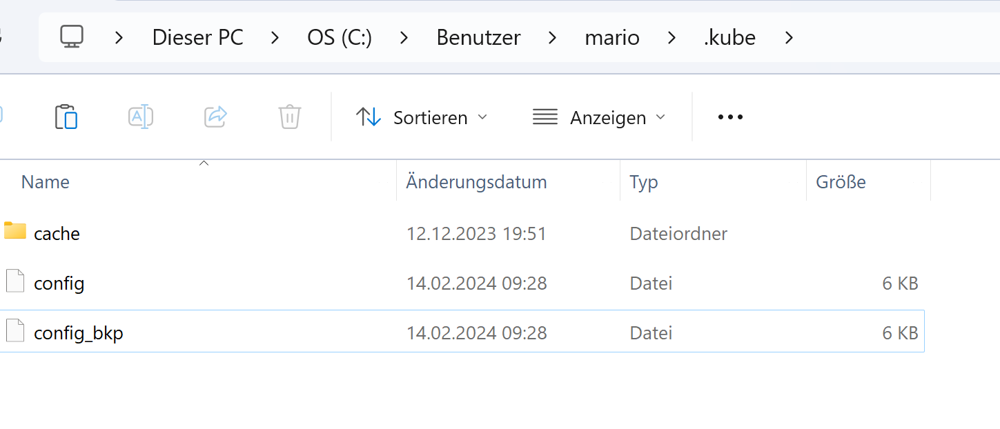 Dieser PC > OS (C:) > Benutzer > mario > .kube >
Sortieren Anzeigen
Name Änderungsdatum Typ Größe
cache 12.12.2023 19:51 Dateiordner
config 14.02.2024 09:28 Datei 6 KB
config_bkp 14.02.2024 09:28 Datei 6 KB